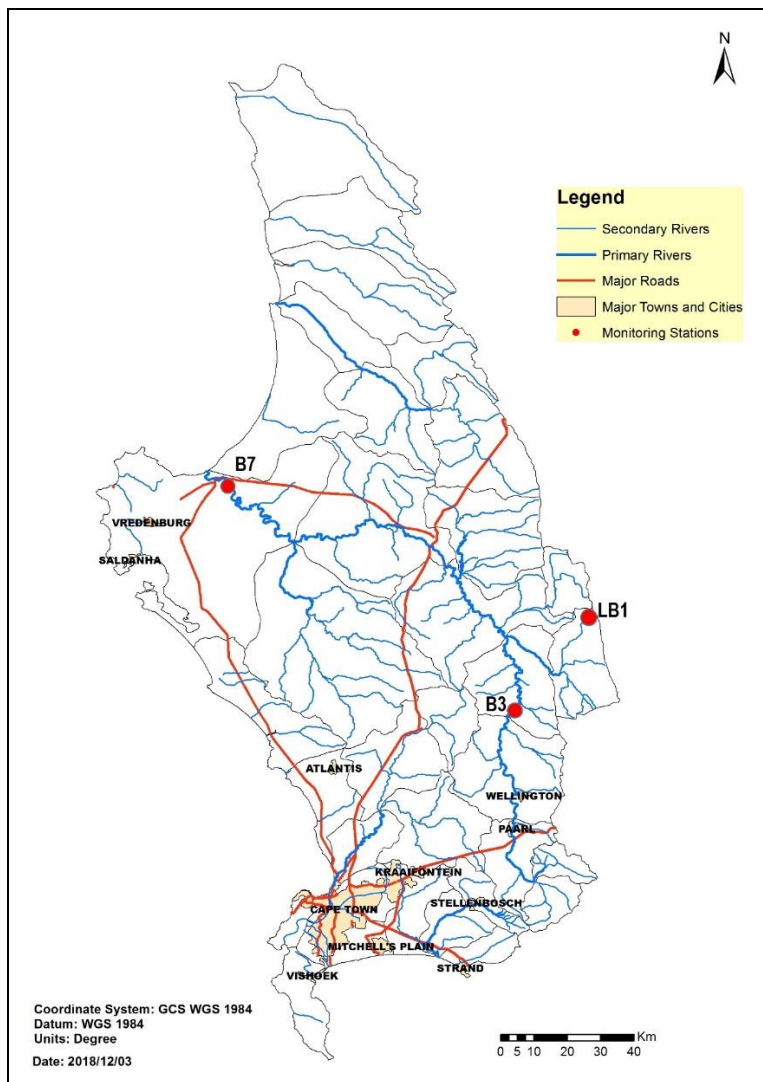 N
Legend
Secondary Rivers
Primary Rivers
Major Roads
Major Towns and Cities
Monitoring Stations
B7
VREDENBURG
SALDANHA
LB1
B3
ATLANTIS
WELLINGTON
PAARL
KRAAIFONTEIN
CAPE TOWN
STELLENBOSCH
MITCHELL'S PLAIN
STRAND
VISHOEK
Coordinate System: GCS WGS 1984
Datum: WGS 1984
Units: Degree
Date: 2018/12/03
Km
0 5 10 20 30 40